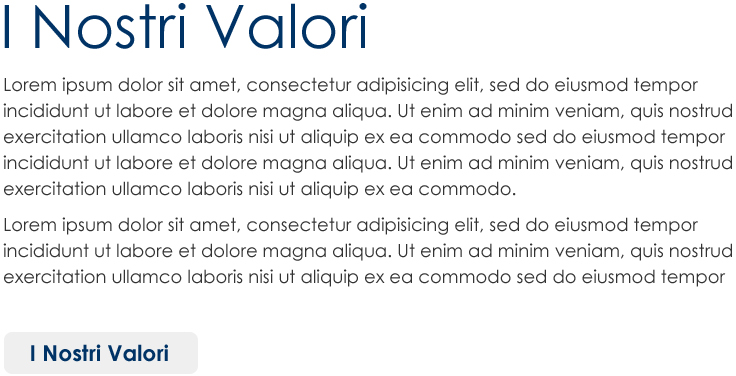 I Nostri Valori
Lorem ipsum dolor sit amet, consectetur adipisicing elit, sed do eiusmod tempor
incididunt ut labore et dolore magna aliqua. Ut enim ad minim veniam, quis nostrud
exercitation ullamco laboris nisi ut aliquip ex ea commodo sed do eiusmod tempor
incididunt ut labore et dolore magna aliqua. Ut enim ad minim veniam, quis nostrud
exercitation ullamco laboris nisi ut aliquip ex ea commodo.
Lorem ipsum dolor sit amet, consectetur adipisicing elit, sed do eiusmod tempor
incididunt ut labore et dolore magna aliqua. Ut enim ad minim veniam, quis nostrud
exercitation ullamco laboris nisi ut aliquip ex ea commodo sed do eiusmod tempor
I Nostri Valori